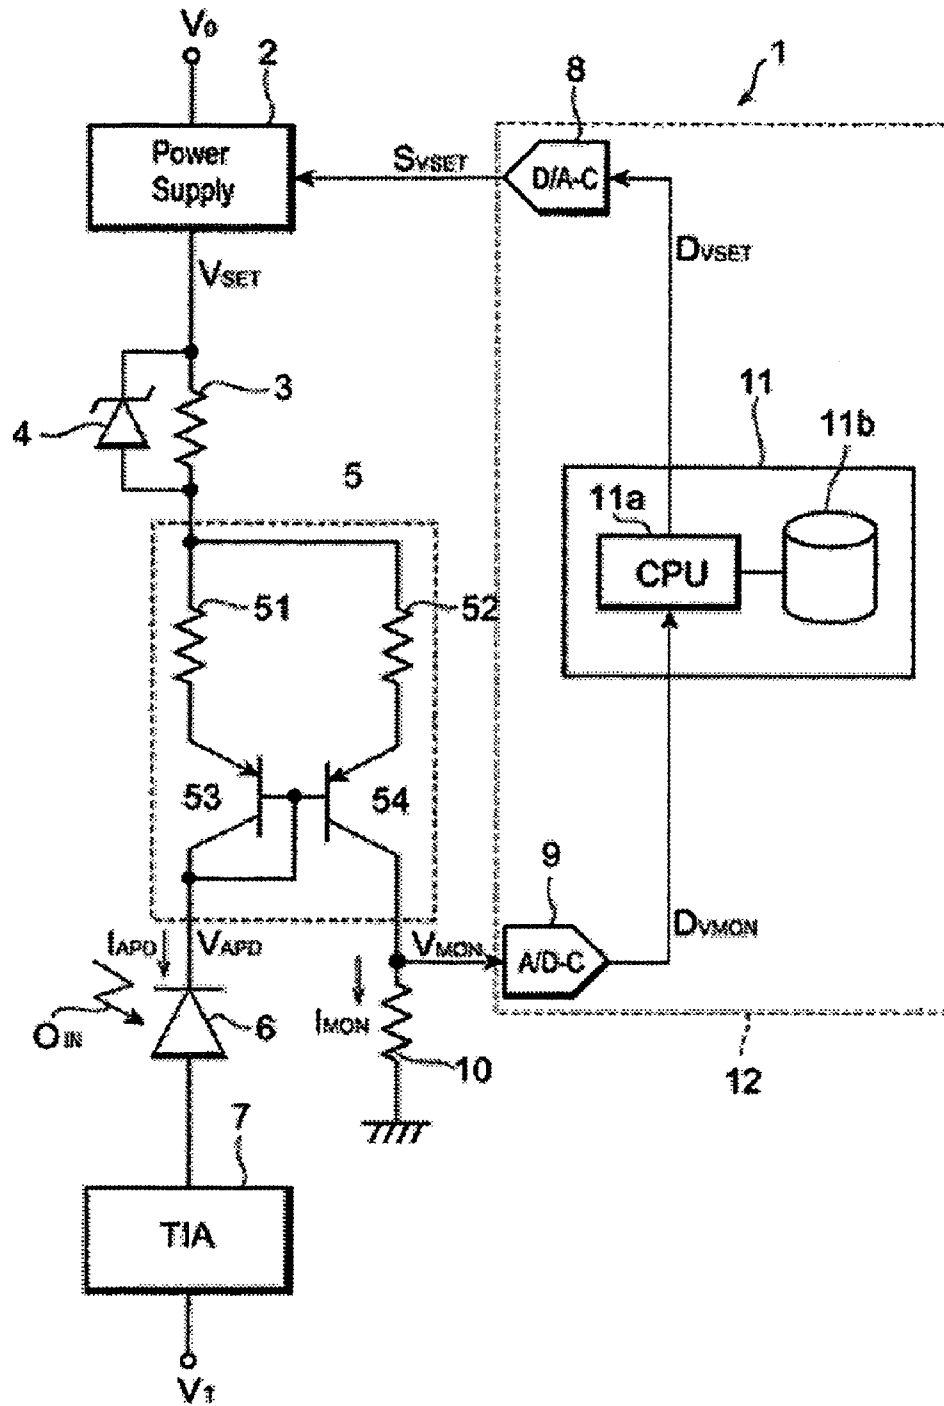 V0
2
1
8
Power
Supply
SVSET
D/A-C
DVSET
VSET
3
4
11
11b
11a
CPU
5
51
52
53
54
9
IAPD
VAPD
VMON
A/D-C
DVMON
OIN
6
IMON
10
12
7
TIA
V1